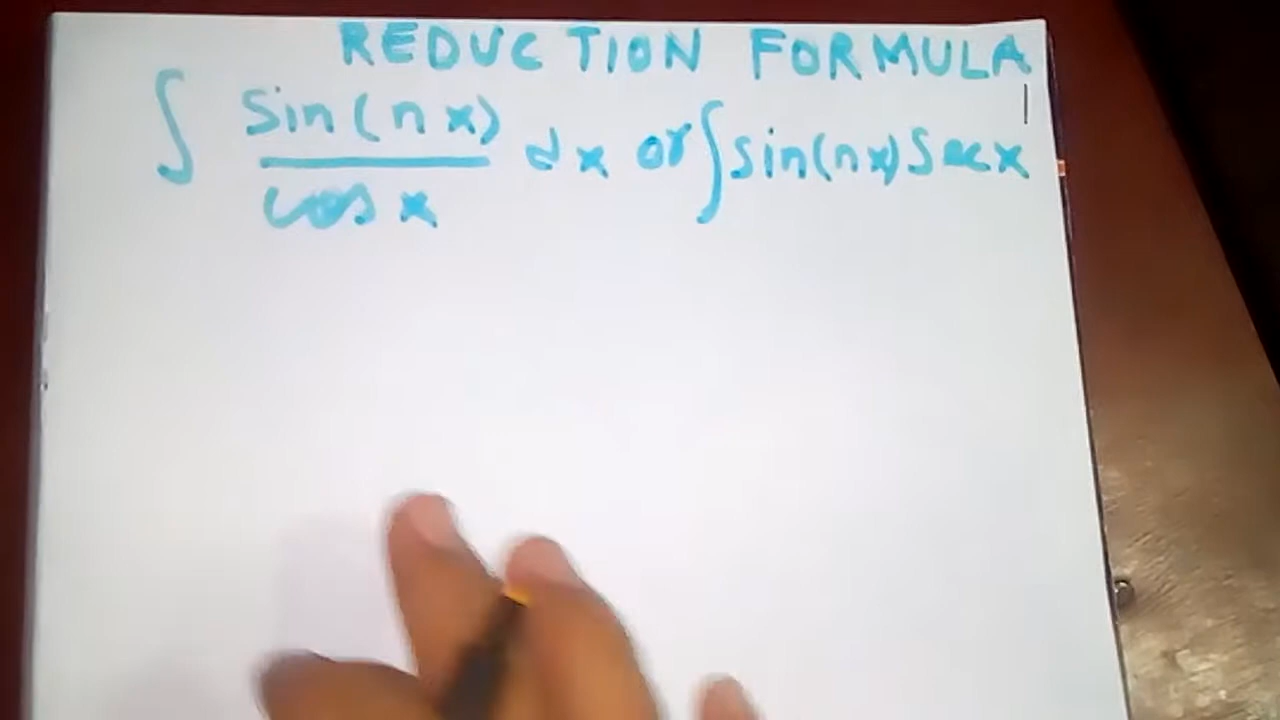 REDUCTION FORMULA
∫ sin(nx)/cos x dx or ∫sin(nx)Secx